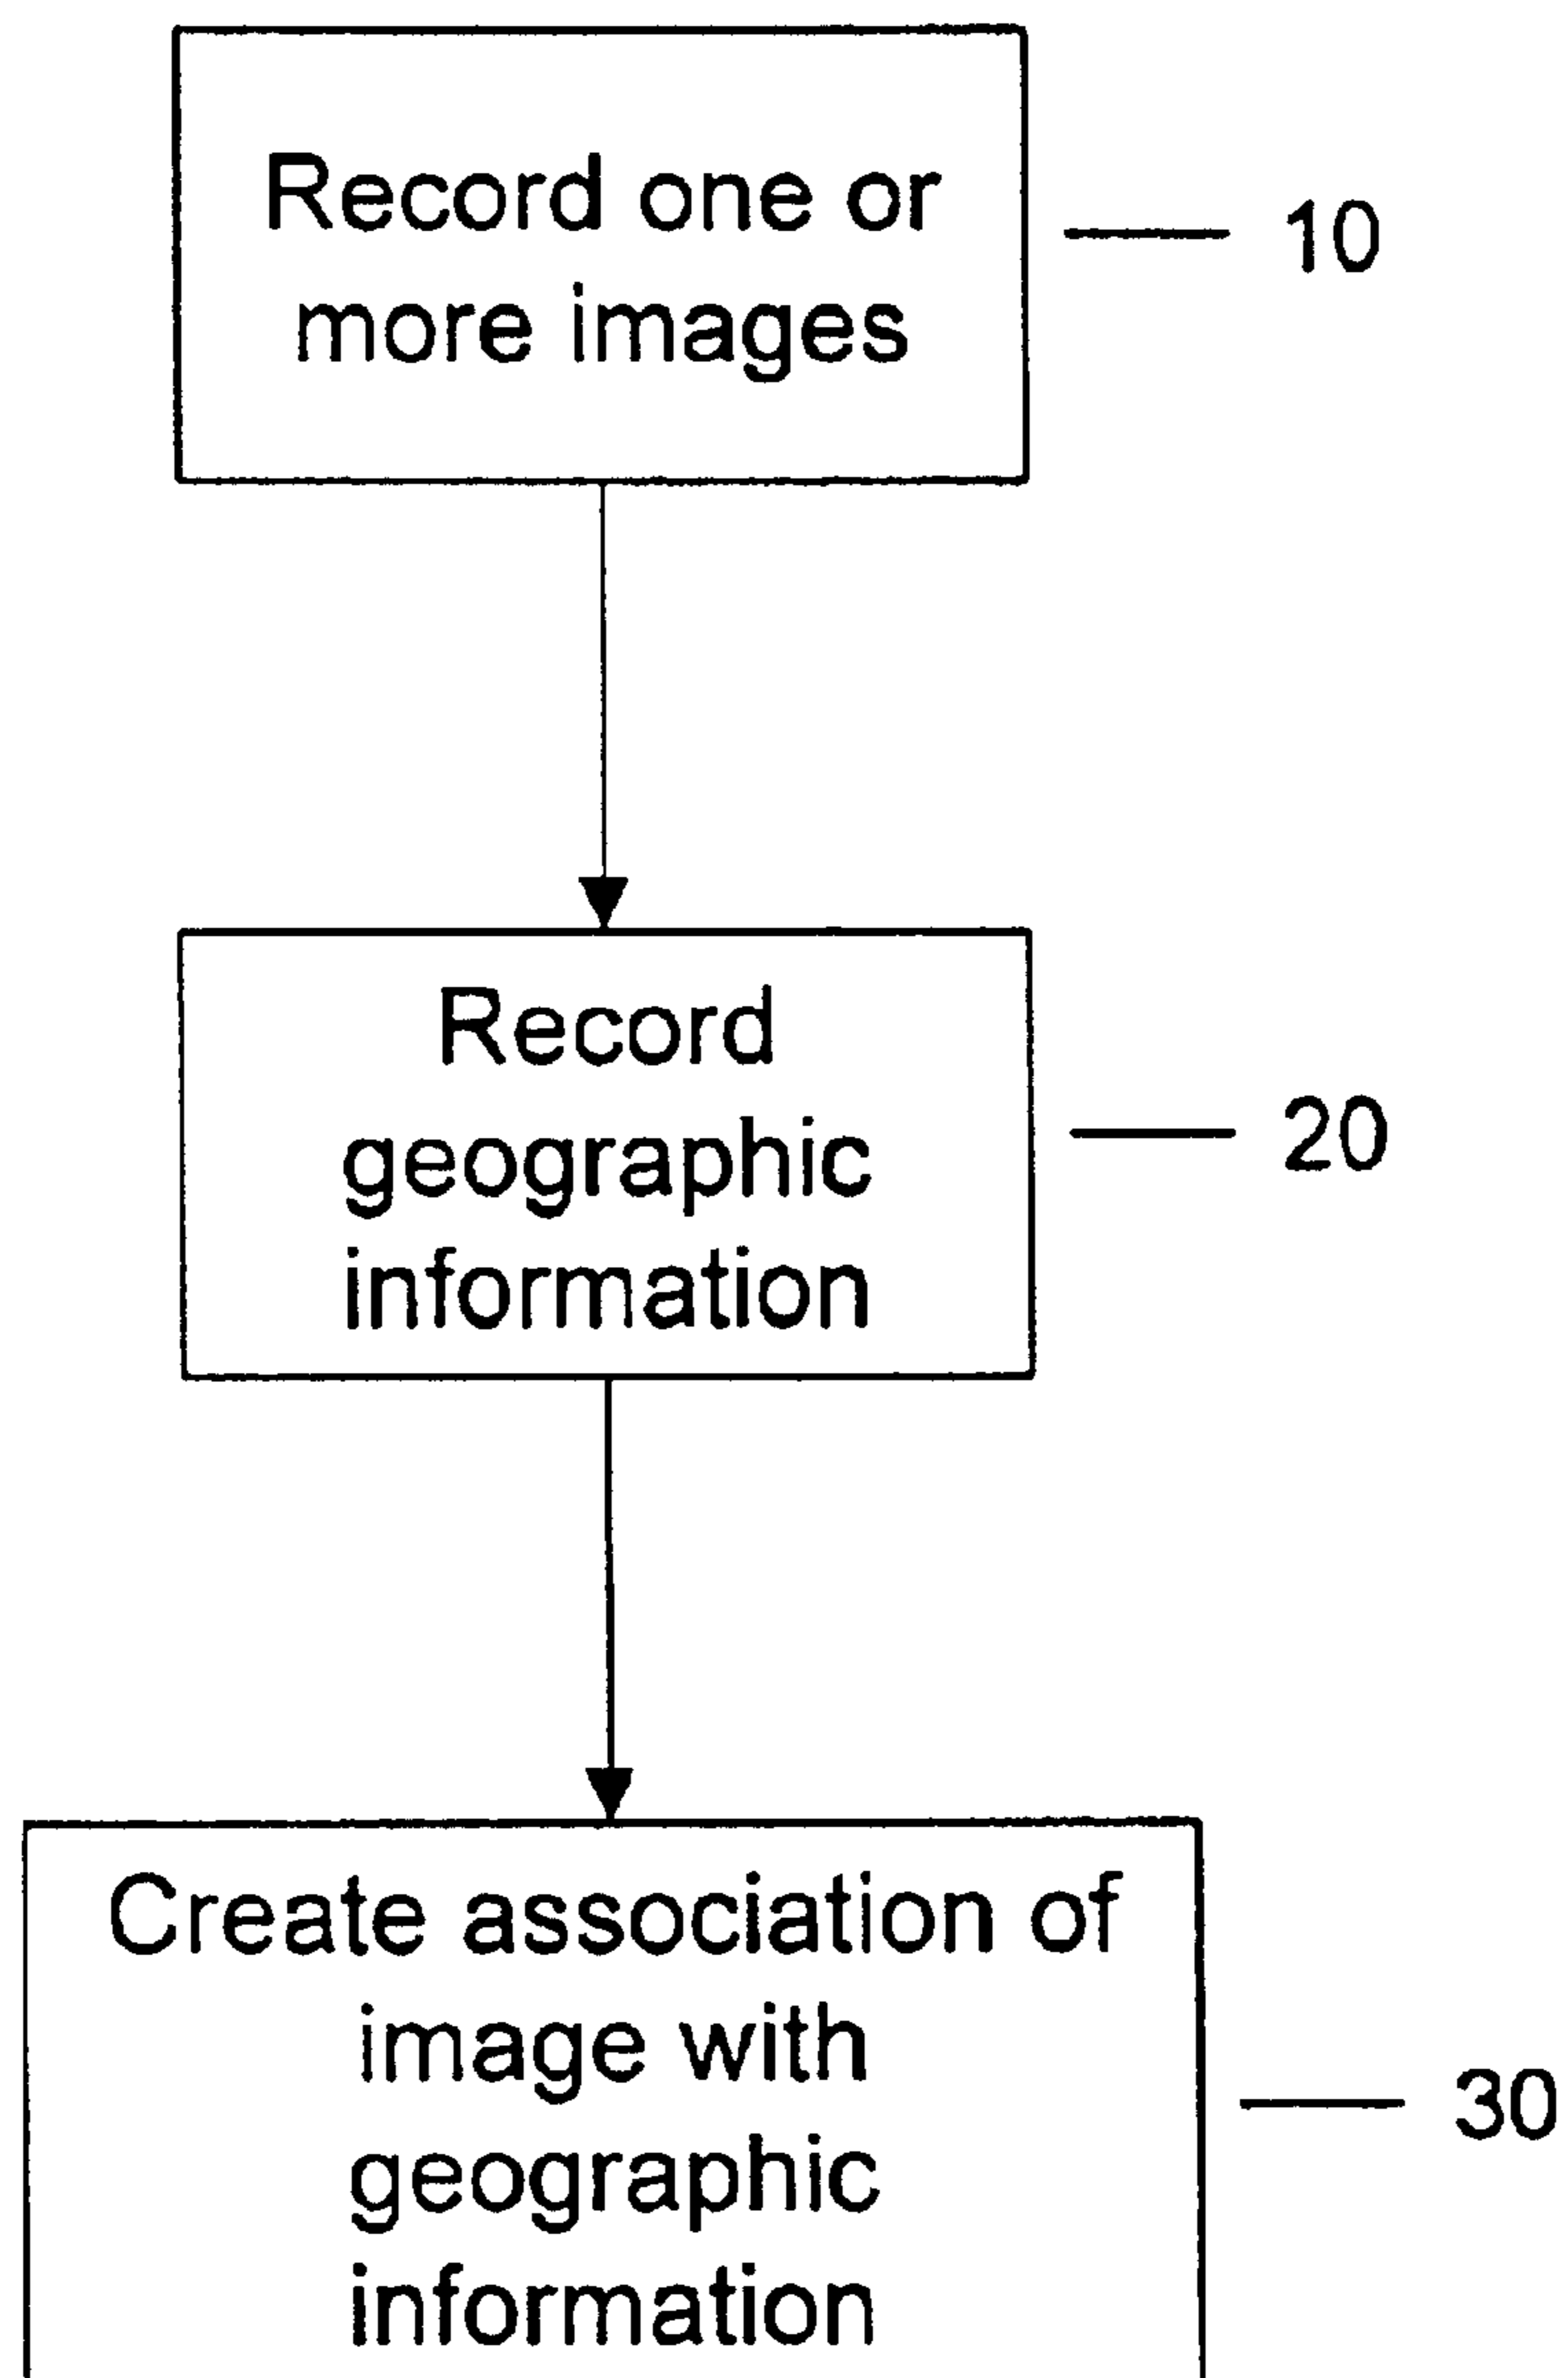 Record one or
more images
10
Record
geographic
information
20
Create association of
image with
geographic
information
30